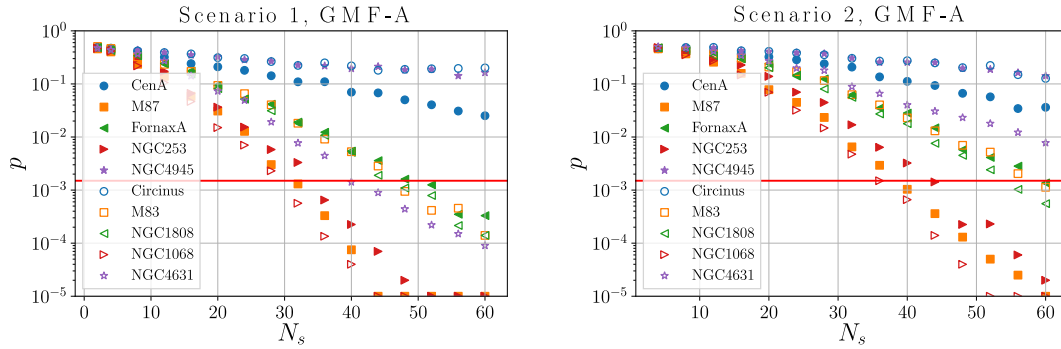 Scenario 1, GMF-A
10^0
10^-1
10^-2
10^-3
10^-4
10^-5
p
CenA
M87
FornaxA
NGC253
NGC4945
Circinus
M83
NGC1808
NGC1068
NGC4631
0 10 20 30 40 50 60
N_s
Scenario 2, GMF-A
10^0
10^-1
10^-2
10^-3
10^-4
10^-5
p
CenA
M87
FornaxA
NGC253
NGC4945
Circinus
M83
NGC1808
NGC1068
NGC4631
0 10 20 30 40 50 60
N_s